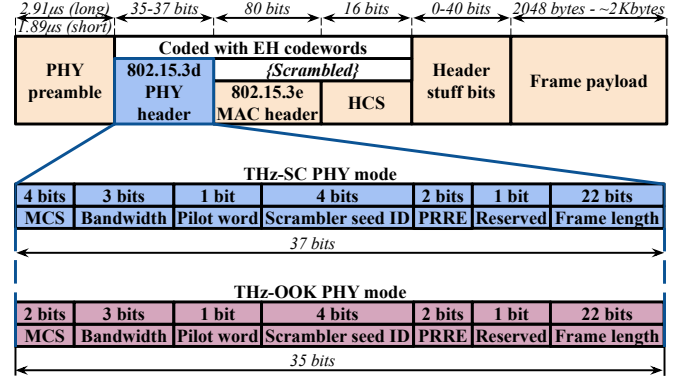 2.91μs (long) 35-37 bits 80 bits 16 bits 0-40 bits 2048 bytes - ~2Kbytes
1.89μs (short)
PHY preamble
Coded with EH codewords
802.15.3d PHY header
{Scrambled}
802.15.3e MAC header
HCS
Header stuff bits
Frame payload
THz-SC PHY mode
4 bits 3 bits 1 bit 4 bits 2 bits 1 bit 22 bits
MCS Bandwidth Pilot word Scrambler seed ID PRRE Reserved Frame length
37 bits
THz-OOK PHY mode
2 bits 3 bits 1 bit 4 bits 2 bits 1 bit 22 bits
MCS Bandwidth Pilot word Scrambler seed ID PRRE Reserved Frame length
35 bits